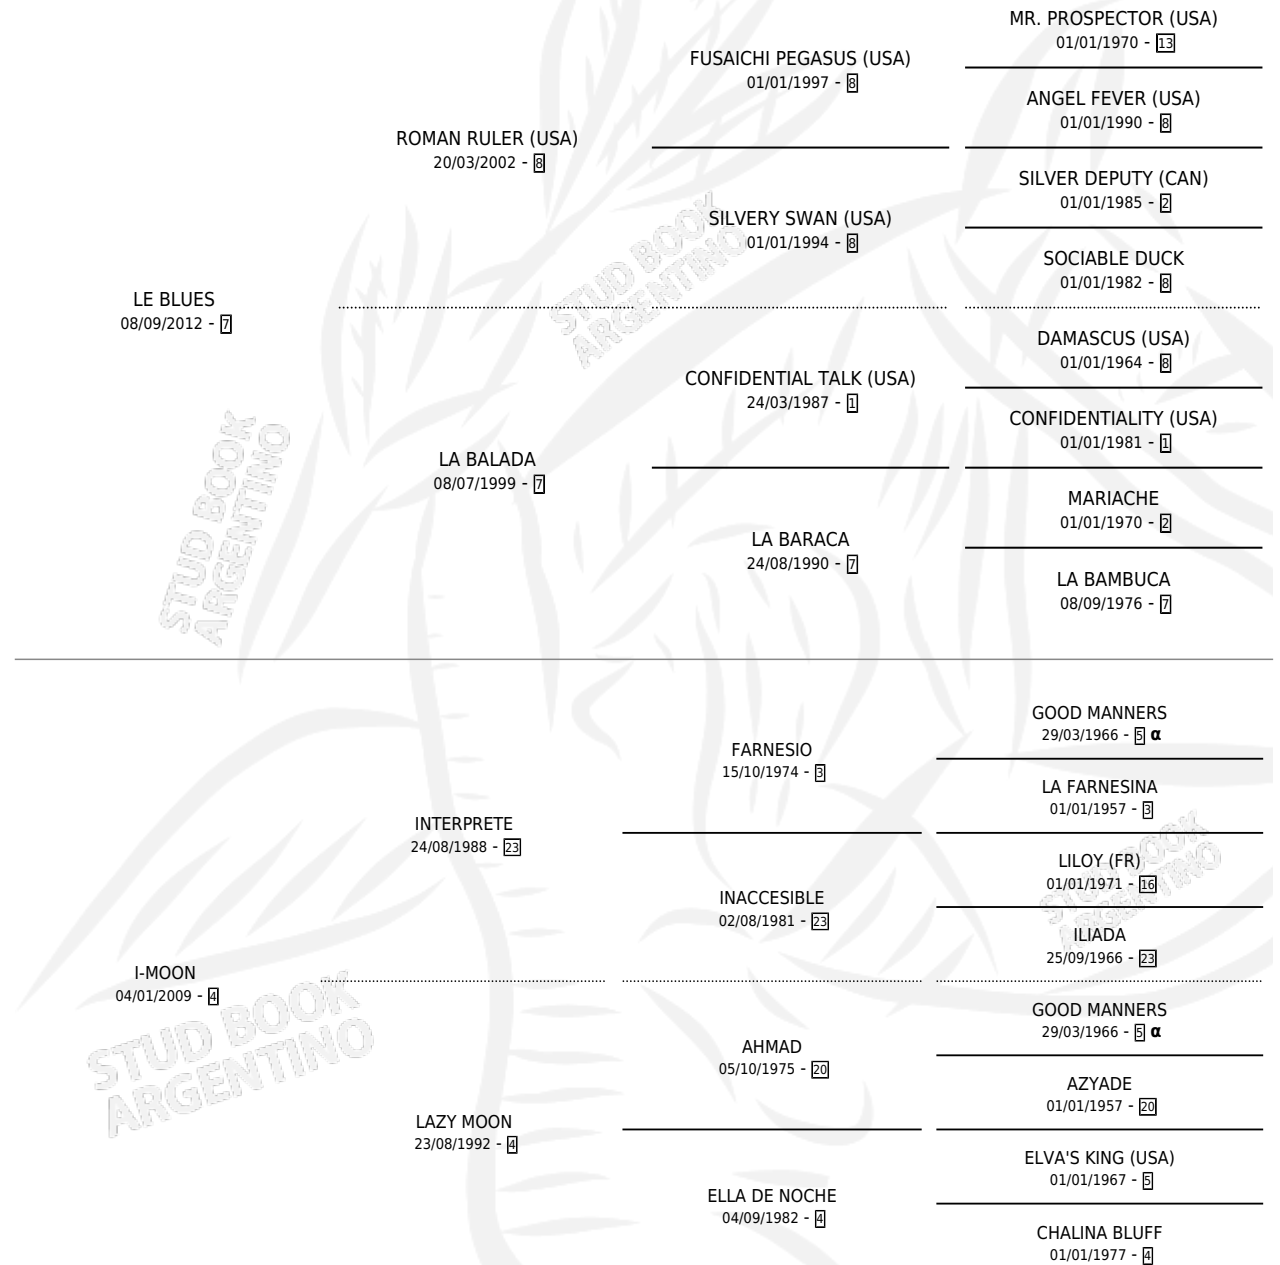 MR. PROSPECTOR (USA)
01/01/1970 - 13
FUSAICHI PEGASUS (USA)
01/01/1997 - 8
ANGEL FEVER (USA)
01/01/1990 - 8
ROMAN RULER (USA)
20/03/2002 - 8
SILVER DEPUTY (CAN)
01/01/1985 - 2
SILVERY SWAN (USA)
01/01/1994 - 8
SOCIABLE DUCK
01/01/1982 - 8
LE BLUES
08/09/2012 - 7
DAMASCUS (USA)
01/01/1964 - 8
CONFIDENTIAL TALK (USA)
24/03/1987 - 1
CONFIDENTIALITY (USA)
01/01/1981 - 1
LA BALADA
08/07/1999 - 7
MARIACHE
01/01/1970 - 2
LA BARACA
24/08/1990 - 7
LA BAMBUCA
08/09/1976 - 7
GOOD MANNERS
29/03/1966 - 5 α
FARNESIO
15/10/1974 - 3
LA FARNESINA
01/01/1957 - 3
INTERPRETE
24/08/1988 - 23
LILOY (FR)
01/01/1971 - 16
INACCESIBLE
02/08/1981 - 23
ILIADA
25/09/1966 - 23
I-MOON
04/01/2009 - 4
GOOD MANNERS
29/03/1966 - 5 α
AHMAD
05/10/1975 - 20
AZYADE
01/01/1957 - 20
LAZY MOON
23/08/1992 - 4
ELVA'S KING (USA)
01/01/1967 - 5
ELLA DE NOCHE
04/09/1982 - 4
CHALINA BLUFF
01/01/1977 - 4
STUD BOOK
ARGENTINO
STUD BOOK
ARGENTINO
STUD BOOK
ARGENTINO
STUD BOOK
ARGENTINO